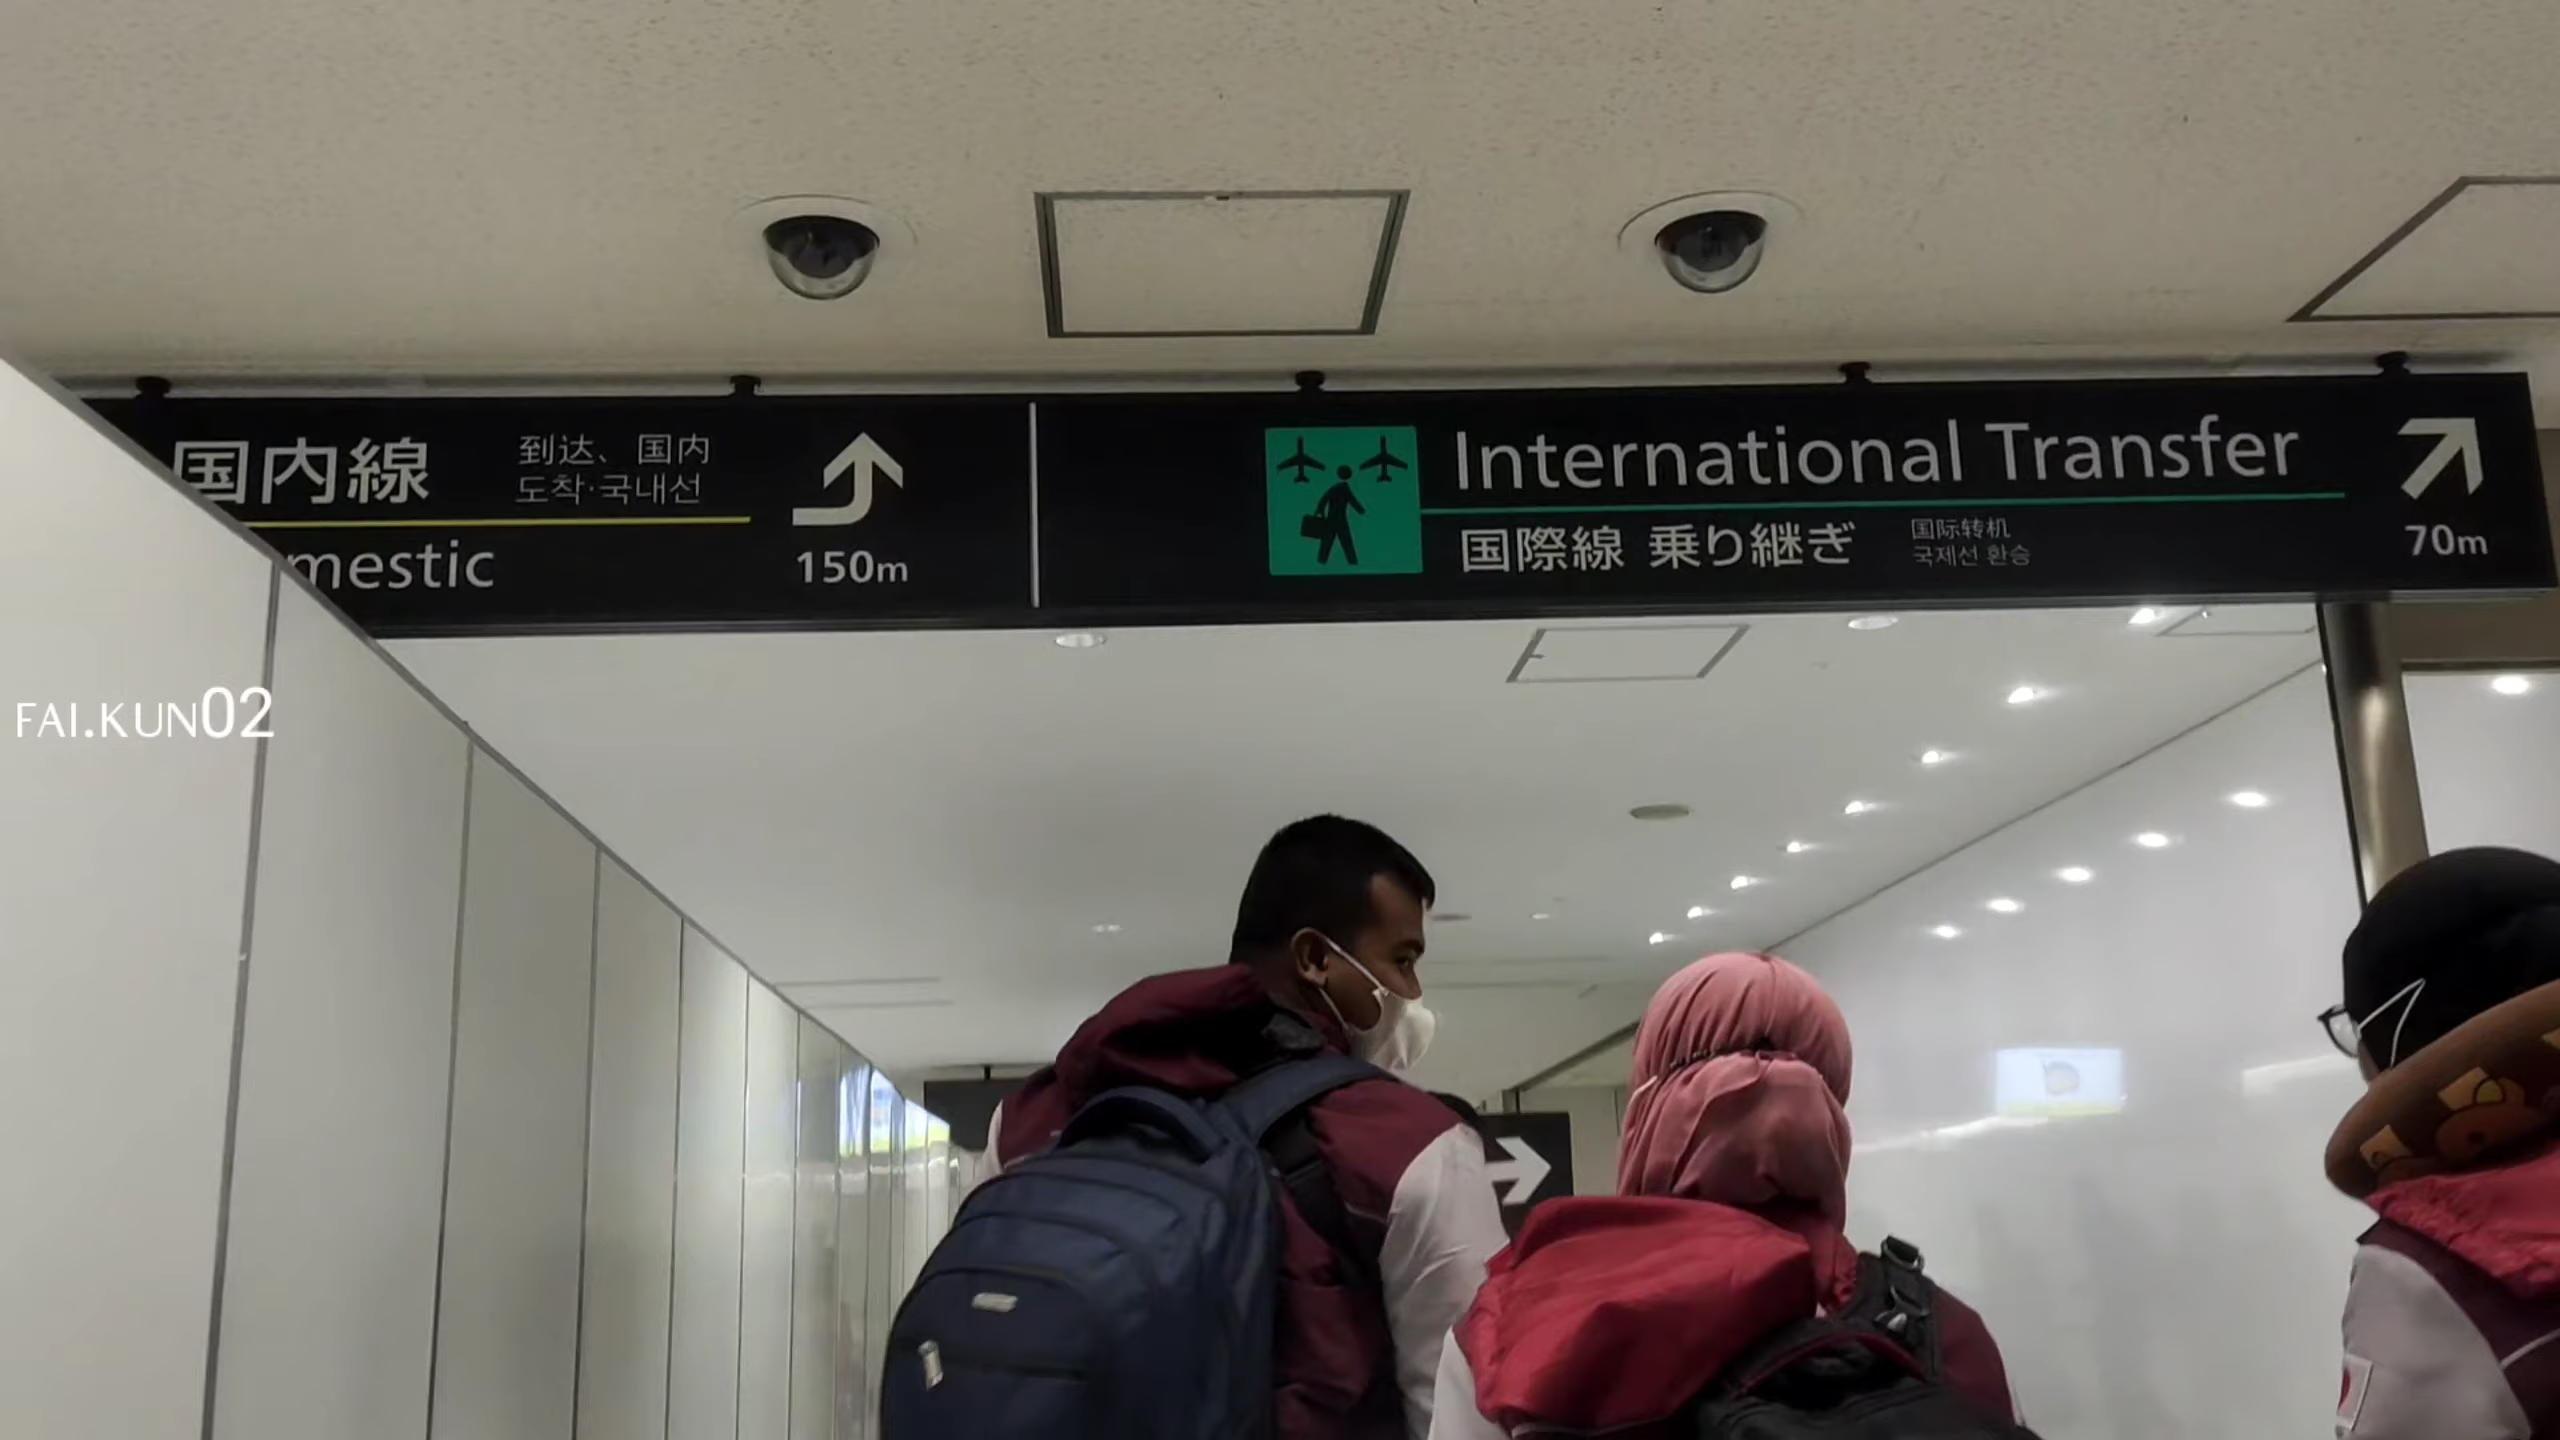 国内線
到达、国内
도착·국내선
mestic
150m
International Transfer
国際線 乗り継ぎ
国际转机
국제선 환승
70m
FAI.KUN02